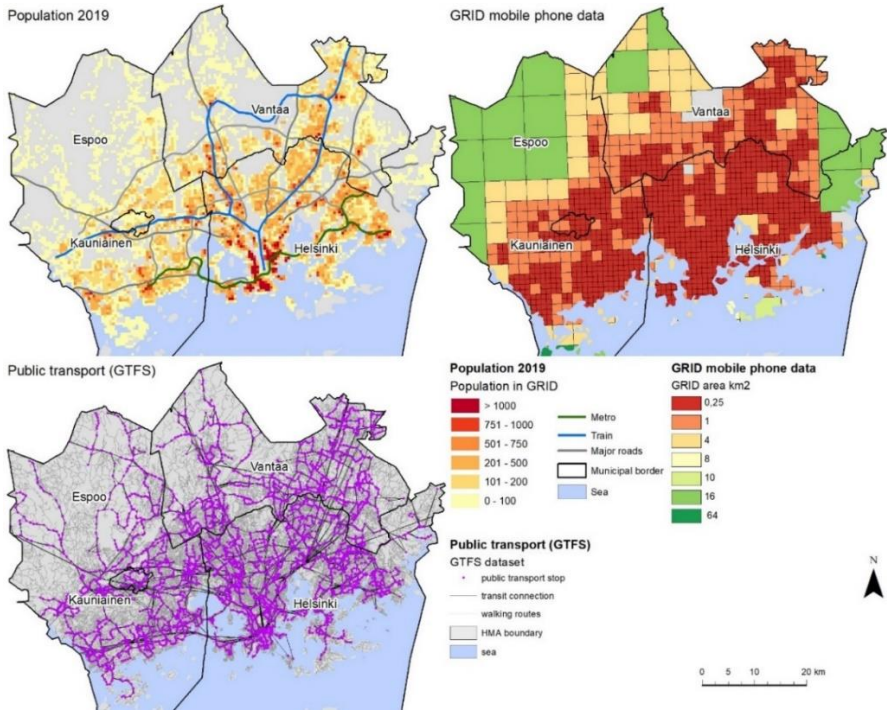 Population 2019
Vantaa
Espoo
Kauniainen
Helsinki
GRID mobile phone data
Vantaa
Espoo
Kauniainen
Helsinki
Public transport (GTFS)
Vantaa
Espoo
Kauniainen
Helsinki
Population 2019
Population in GRID
> 1000
751 - 1000
501 - 750
201 - 500
101 - 200
0 - 100
Metro
Train
Major roads
Municipal border
Sea
GRID mobile phone data
GRID area km2
0,25
1
4
8
10
16
64
Public transport (GTFS)
GTFS dataset
public transport stop
transit connection
walking routes
HMA boundary
sea
N
0 5 10 20 km